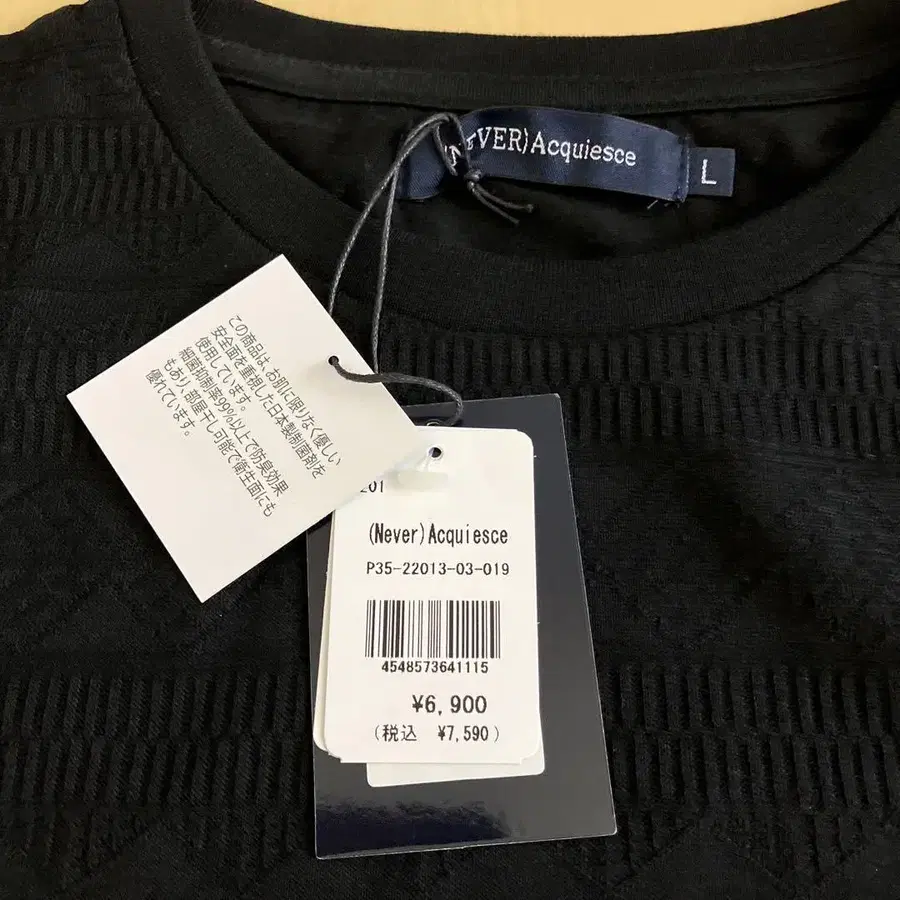 VER)Acquiesce
L
この商品は、お肌に限りなく優しい
安全面を重視した日本製制菌剤を
使用しています。
細菌抑制率99%以上で防臭効果
もあり、部屋干し可能で衛生面にも
優れています。
201
(Never)Acquiesce
P35-22013-03-019
4548573641115
¥6,900
(税込 ¥7,590)